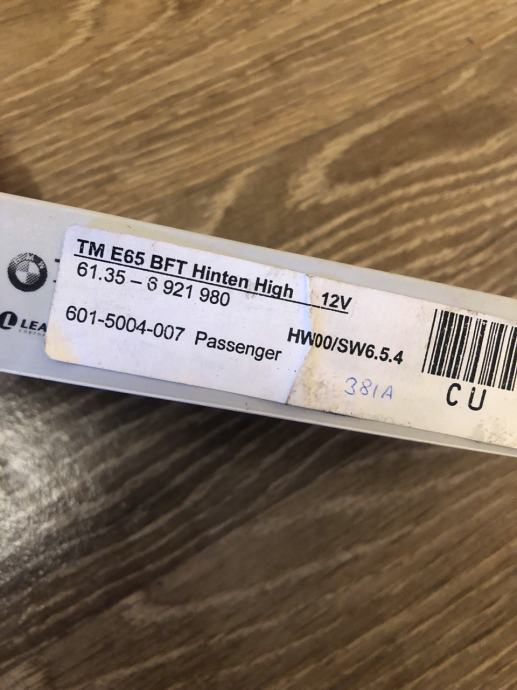 TM E65 BFT Hinten High 12V
61.35 – 6 921 980
601-5004-007 Passenger HW00/SW6.5.4
381A
CU
LEA